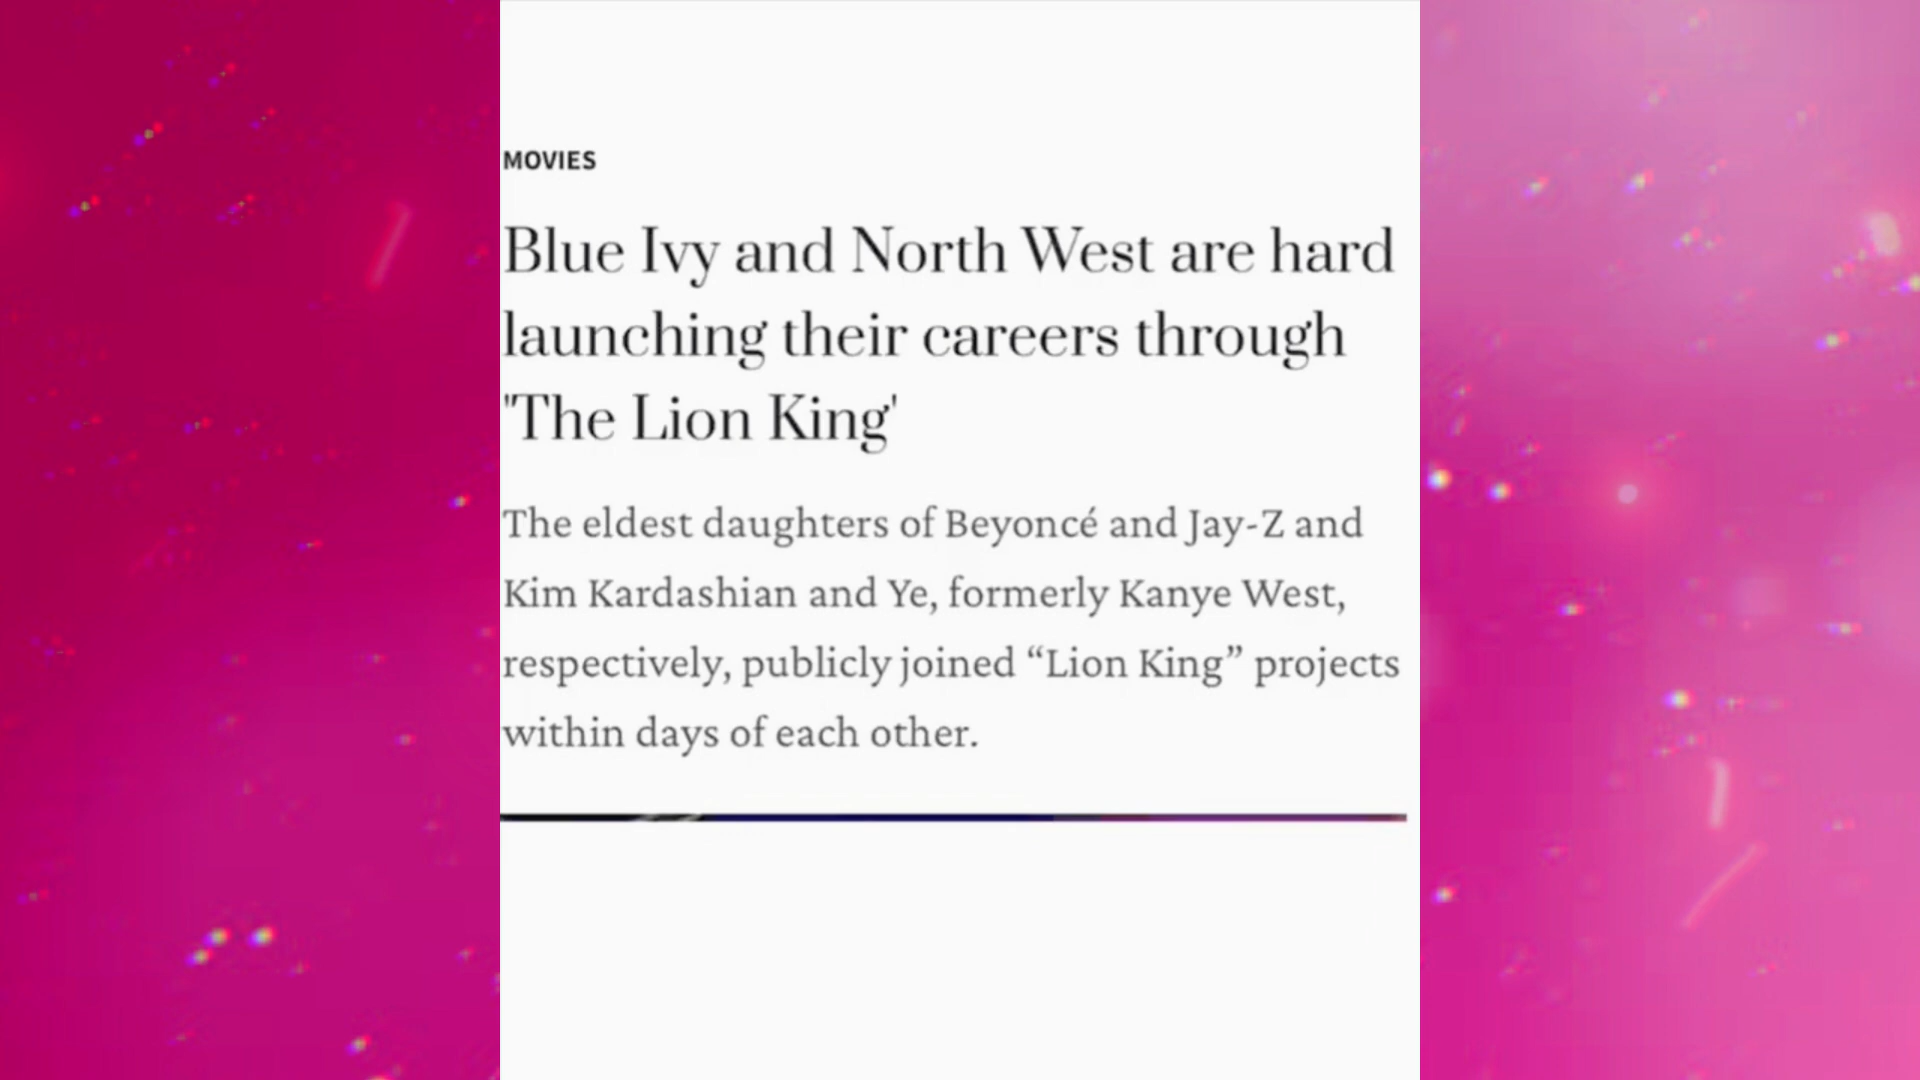 MOVIES
Blue Ivy and North West are hard
launching their careers through
'The Lion King'
The eldest daughters of Beyoncé and Jay-Z and
Kim Kardashian and Ye, formerly Kanye West,
respectively, publicly joined “Lion King” projects
within days of each other.